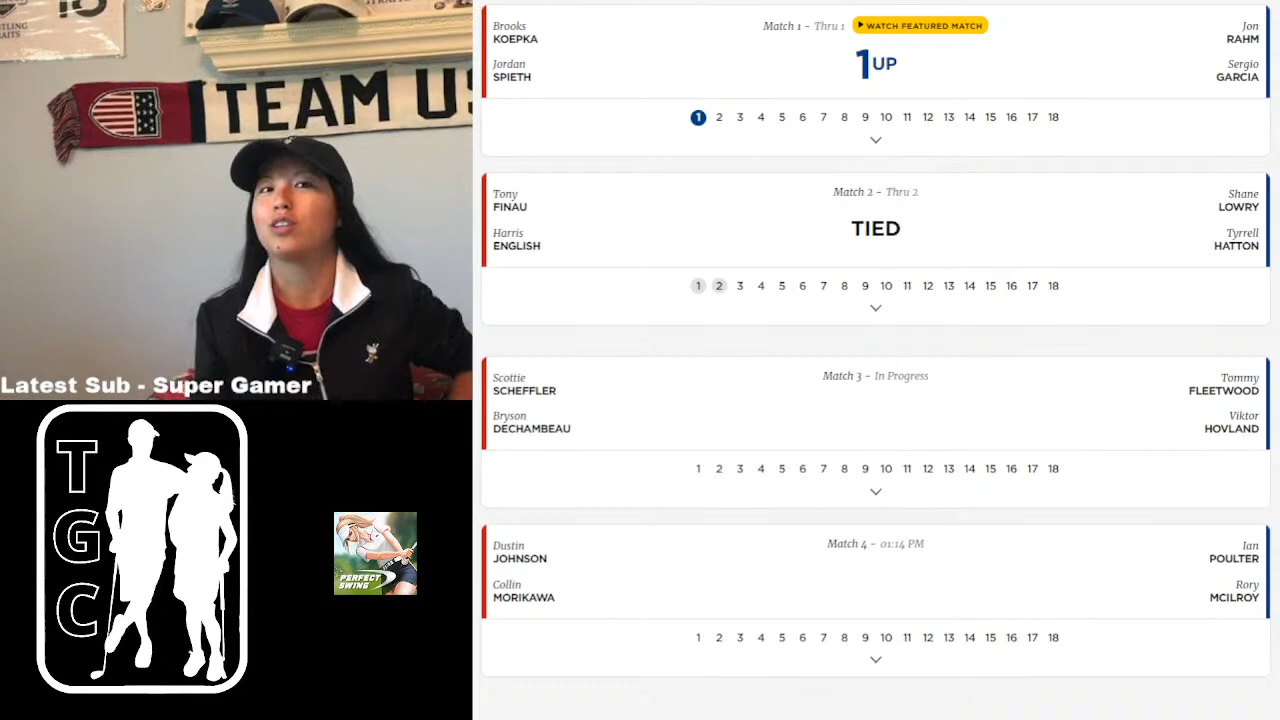 TLING
TRAITS
TEAM US
Latest Sub - Super Gamer
T
G
C
PERFECT
SWING
Brooks
KOEPKA
Jordan
SPIETH
Match 1 - Thru 1
WATCH FEATURED MATCH
1 UP
Jon
RAHM
Sergio
GARCIA
1 2 3 4 5 6 7 8 9 10 11 12 13 14 15 16 17 18
Tony
FINAU
Harris
ENGLISH
Match 2 - Thru 2
TIED
Shane
LOWRY
Tyrrell
HATTON
1 2 3 4 5 6 7 8 9 10 11 12 13 14 15 16 17 18
Scottie
SCHEFFLER
Bryson
DECHAMBEAU
Match 3 - In Progress
Tommy
FLEETWOOD
Viktor
HOVLAND
1 2 3 4 5 6 7 8 9 10 11 12 13 14 15 16 17 18
Dustin
JOHNSON
Collin
MORIKAWA
Match 4 - 01:14 PM
Ian
POULTER
Rory
MCILROY
1 2 3 4 5 6 7 8 9 10 11 12 13 14 15 16 17 18